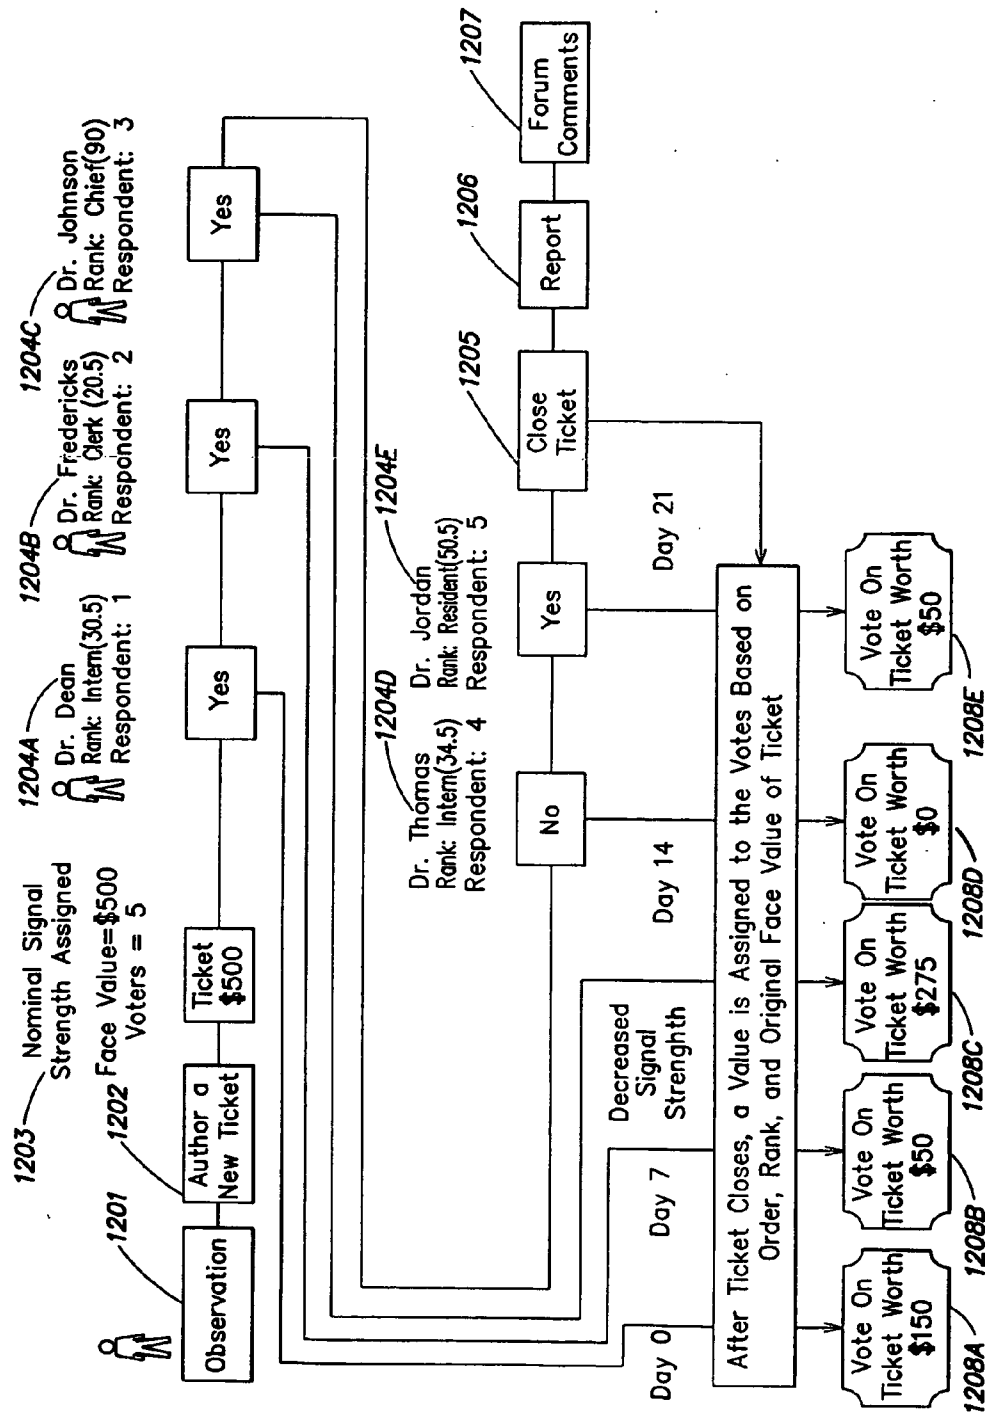 1203
Nominal Signal
Strength Assigned
1201
1202
Face Value=$500
Voters = 5
Observation
Author a
New Ticket
Ticket
$500
1204A
Dr. Dean
Rank: Intern(30.5)
Respondent: 1
Yes
1204B
Dr. Fredericks
Rank: Clerk (20.5)
Respondent: 2
Yes
1204C
Dr. Johnson
Rank: Chief(90)
Respondent: 3
Yes
1204D
Dr. Thomas
Rank: Intern(34.5)
Respondent: 4
No
1204E
Dr. Jordan
Rank: Resident(50.5)
Respondent: 5
Yes
1205
Close
Ticket
1206
Report
1207
Forum
Comments
Day 0
Day 7
Decreased
Signal
Strenghth
Day 14
Day 21
After Ticket Closes, a Value is Assigned to the Votes Based on
Order, Rank, and Original Face Value of Ticket
Vote On
Ticket Worth
$150
1208A
Vote On
Ticket Worth
$50
1208B
Vote On
Ticket Worth
$275
1208C
Vote On
Ticket Worth
$0
1208D
Vote On
Ticket Worth
$50
1208E